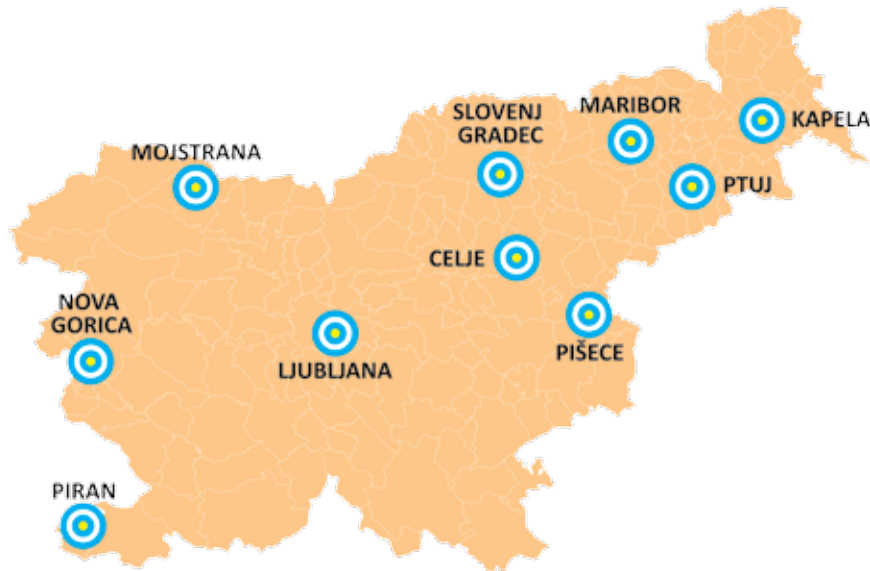 SLOVENJ
GRADEC
MARIBOR
KAPELA
MOJSTRANA
PTUJ
CELJE
NOVA
GORICA
LJUBLJANA
PIŠECE
PIRAN